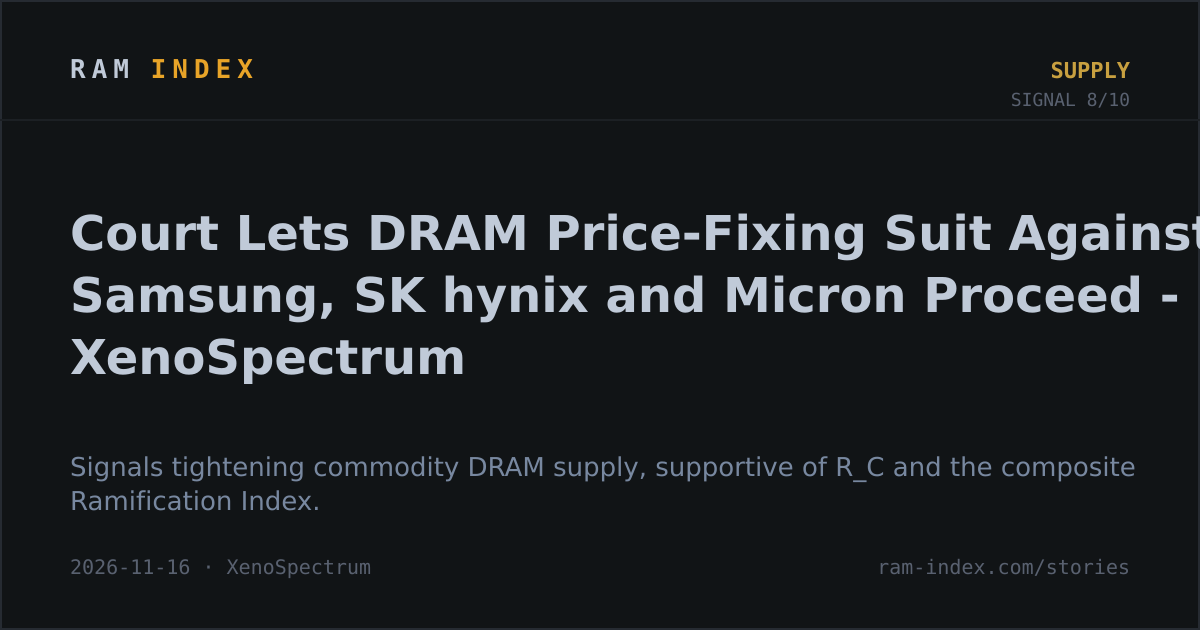 RAM INDEX
SUPPLY
SIGNAL 8/10
Court Lets DRAM Price-Fixing Suit Against
Samsung, SK hynix and Micron Proceed -
XenoSpectrum
Signals tightening commodity DRAM supply, supportive of R_C and the composite
Ramification Index.
2026-11-16 · XenoSpectrum
ram-index.com/stories